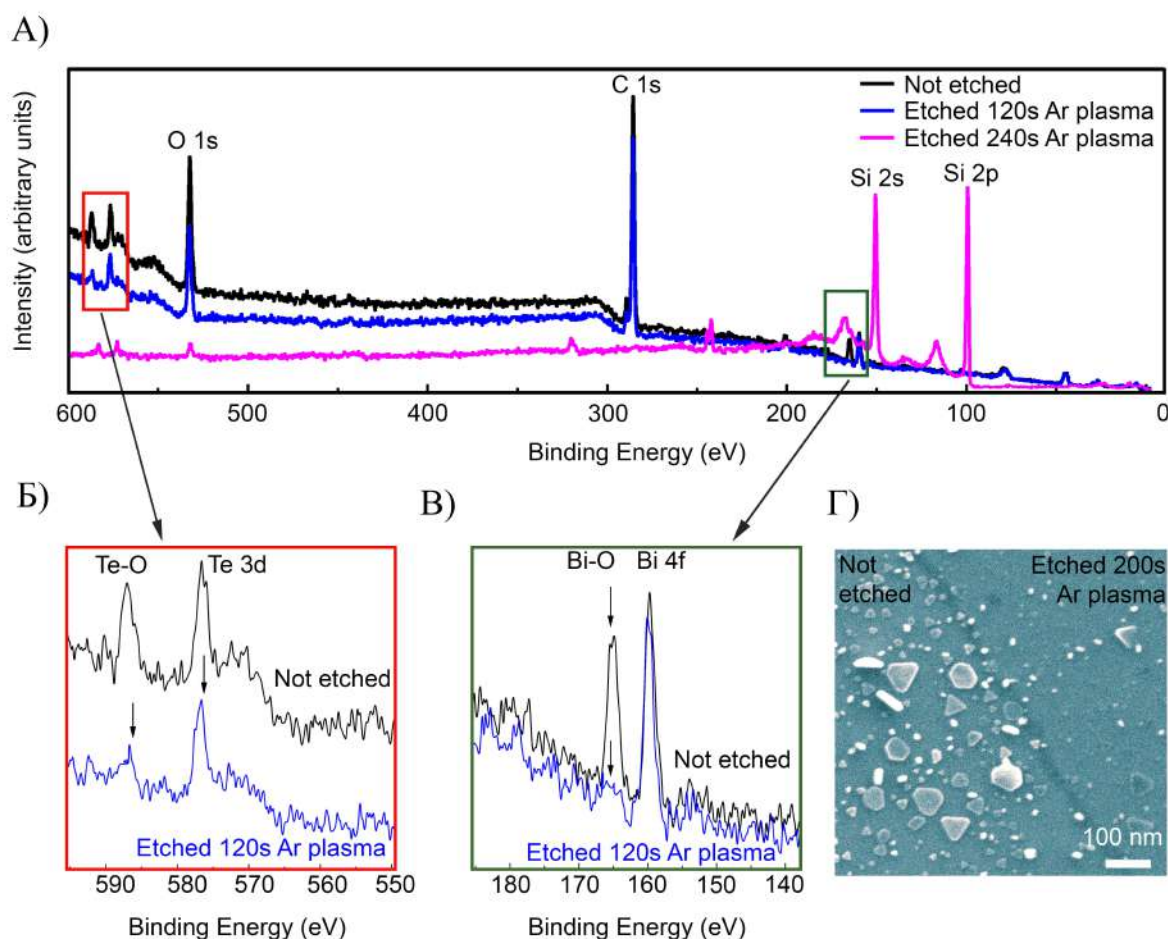 А)
Intensity (arbitrary units)
O 1s
C 1s
Not etched
Etched 120s Ar plasma
Etched 240s Ar plasma
Si 2s
Si 2p
600
500
400
300
200
100
0
Binding Energy (eV)
Б)
Te-O
Te 3d
Not etched
Etched 120s Ar plasma
590
580
570
560
550
Binding Energy (eV)
В)
Bi-O
Bi 4f
Not etched
Etched 120s Ar plasma
180
160
150
140
Binding Energy (eV)
Г)
Not
etched
Etched 200s
Ar plasma
100 nm